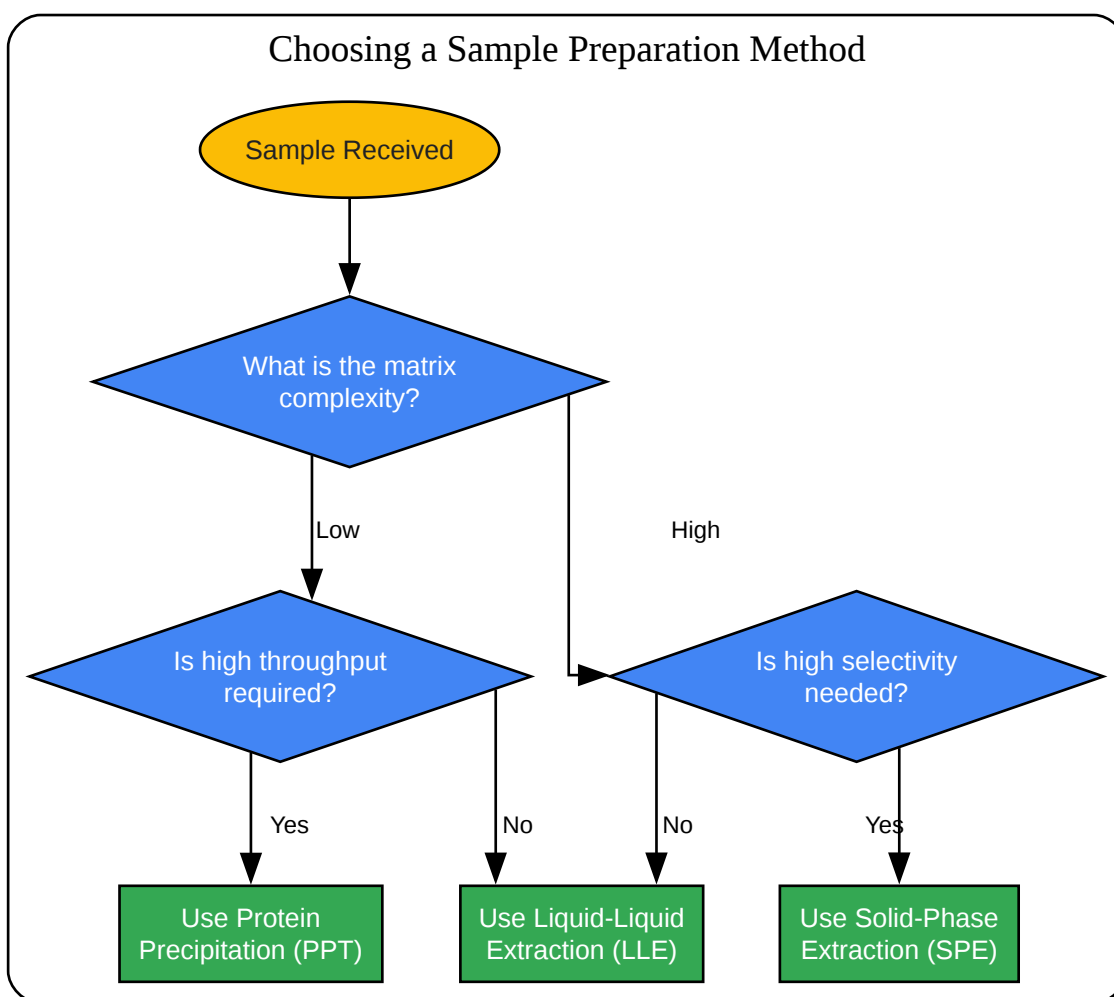 Choosing a Sample Preparation Method
Sample Received
What is the matrix
complexity?
Low
High
Is high throughput
required?
Is high selectivity
needed?
Yes
No
No
Yes
Use Protein
Precipitation (PPT)
Use Liquid-Liquid
Extraction (LLE)
Use Solid-Phase
Extraction (SPE)